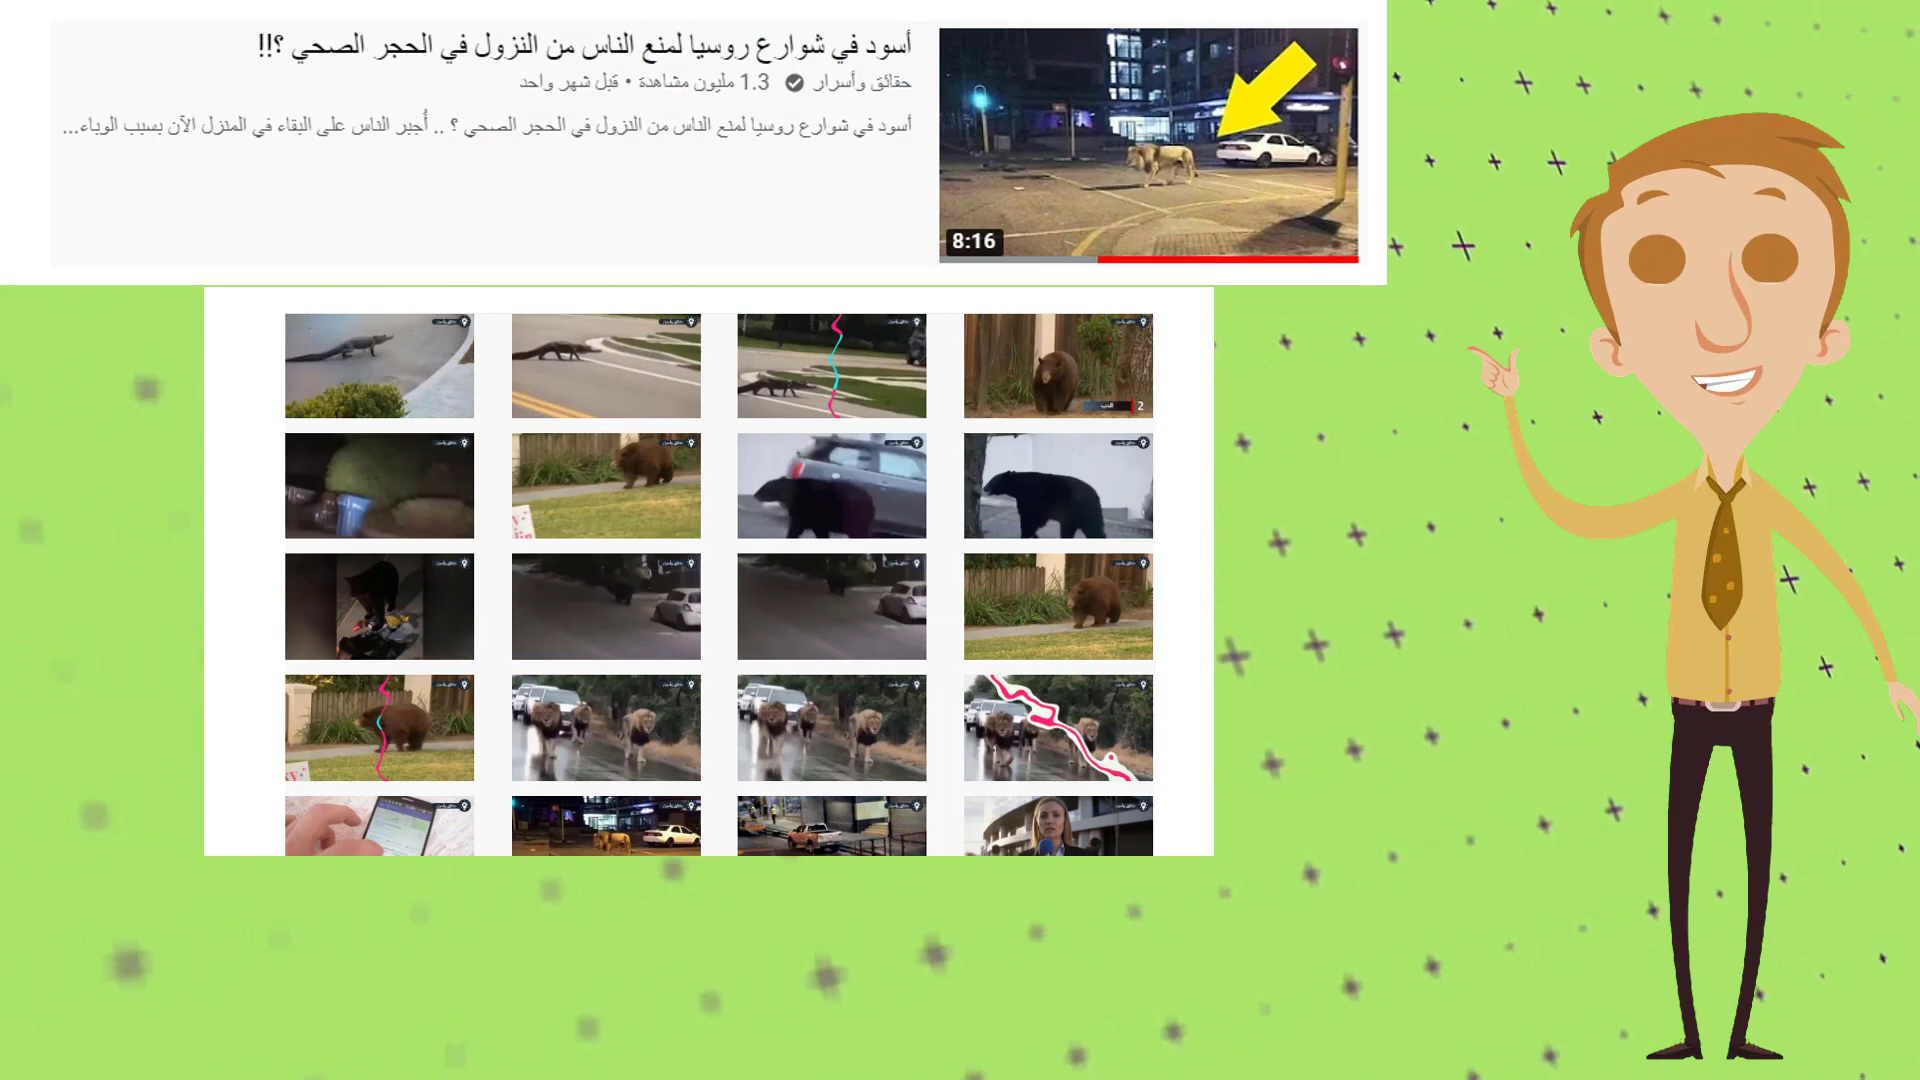 أسود في شوارع روسيا لمنع الناس من النزول في الحجر الصحي ؟!!
حقائق وأسرار 1.3 مليون مشاهدة • قبل شهر واحد
أسود في شوارع روسيا لمنع الناس من النزول في الحجر الصحي ؟ .. أُجبر الناس على البقاء في المنزل الآن بسبب الوباء...
8:16
الدب 2